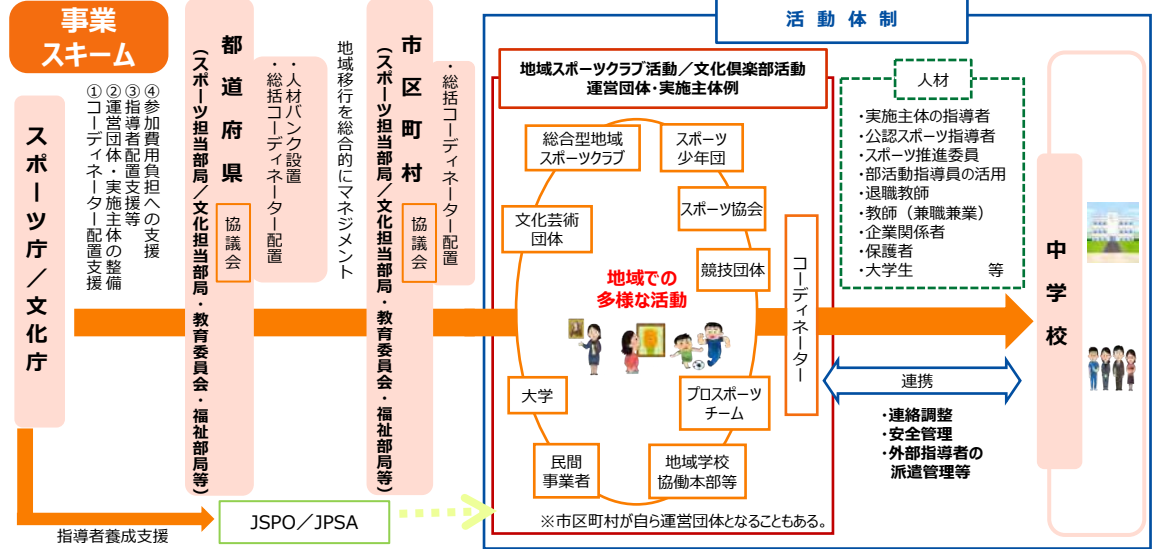 事業
スキーム
スポーツ庁/文化庁
④参加費用負担への支援
③指導者配置支援等
②運営団体・実施主体の整備
①コーディネーター配置支援
都道府県
(スポーツ担当部局/文化担当部局・教育委員会・福祉部局等)
協議会
・人材バンク設置
・総括コーディネーター配置
地域移行を総合的にマネジメント
市区町村
(スポーツ担当部局/文化担当部局・教育委員会・福祉部局等)
協議会
・総括コーディネーター配置
活動体制
地域スポーツクラブ活動/文化倶楽部活動
運営団体・実施主体例
総合型地域
スポーツクラブ
スポーツ
少年団
文化芸術
団体
スポーツ協会
競技団体
地域での
多様な活動
大学
プロスポーツ
チーム
民間
事業者
地域学校
協働本部等
※市区町村が自ら運営団体となることもある。
コーディネーター
人材
・実施主体の指導者
・公認スポーツ指導者
・スポーツ推進委員
・部活動指導員の活用
・退職教師
・教師(兼職兼業)
・企業関係者
・保護者
・大学生 等
連携
・連絡調整
・安全管理
・外部指導者の
派遣管理等
中学校
JSPO/JPSA
指導者養成支援